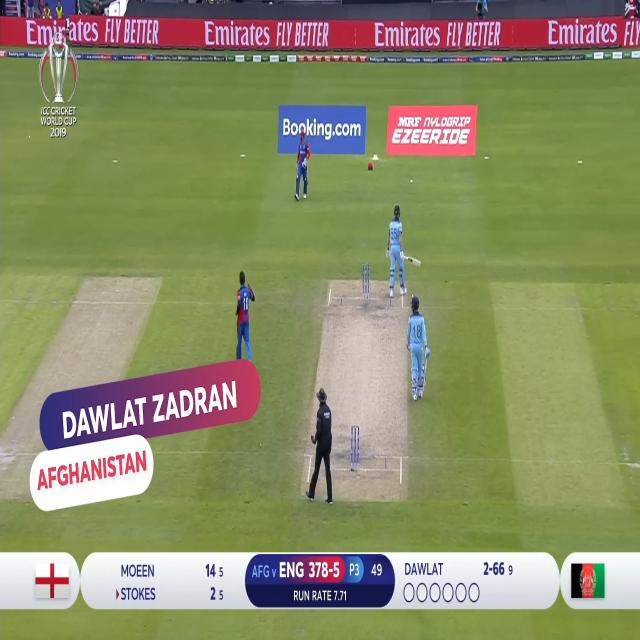 Emirates FLY BETTER Emirates FLY BETTER Emirates FLY BETTER Emirates FLY
ICC CRICKET
WORLD CUP
2019
Booking.com
MRF NYLOGRIP
EZEERIDE
18
DAWLAT ZADRAN
AFGHANISTAN
MOEEN 14 5
STOKES 2 5
AFG v ENG 378-5 P3 49
RUN RATE 7.71
DAWLAT 2-66 9